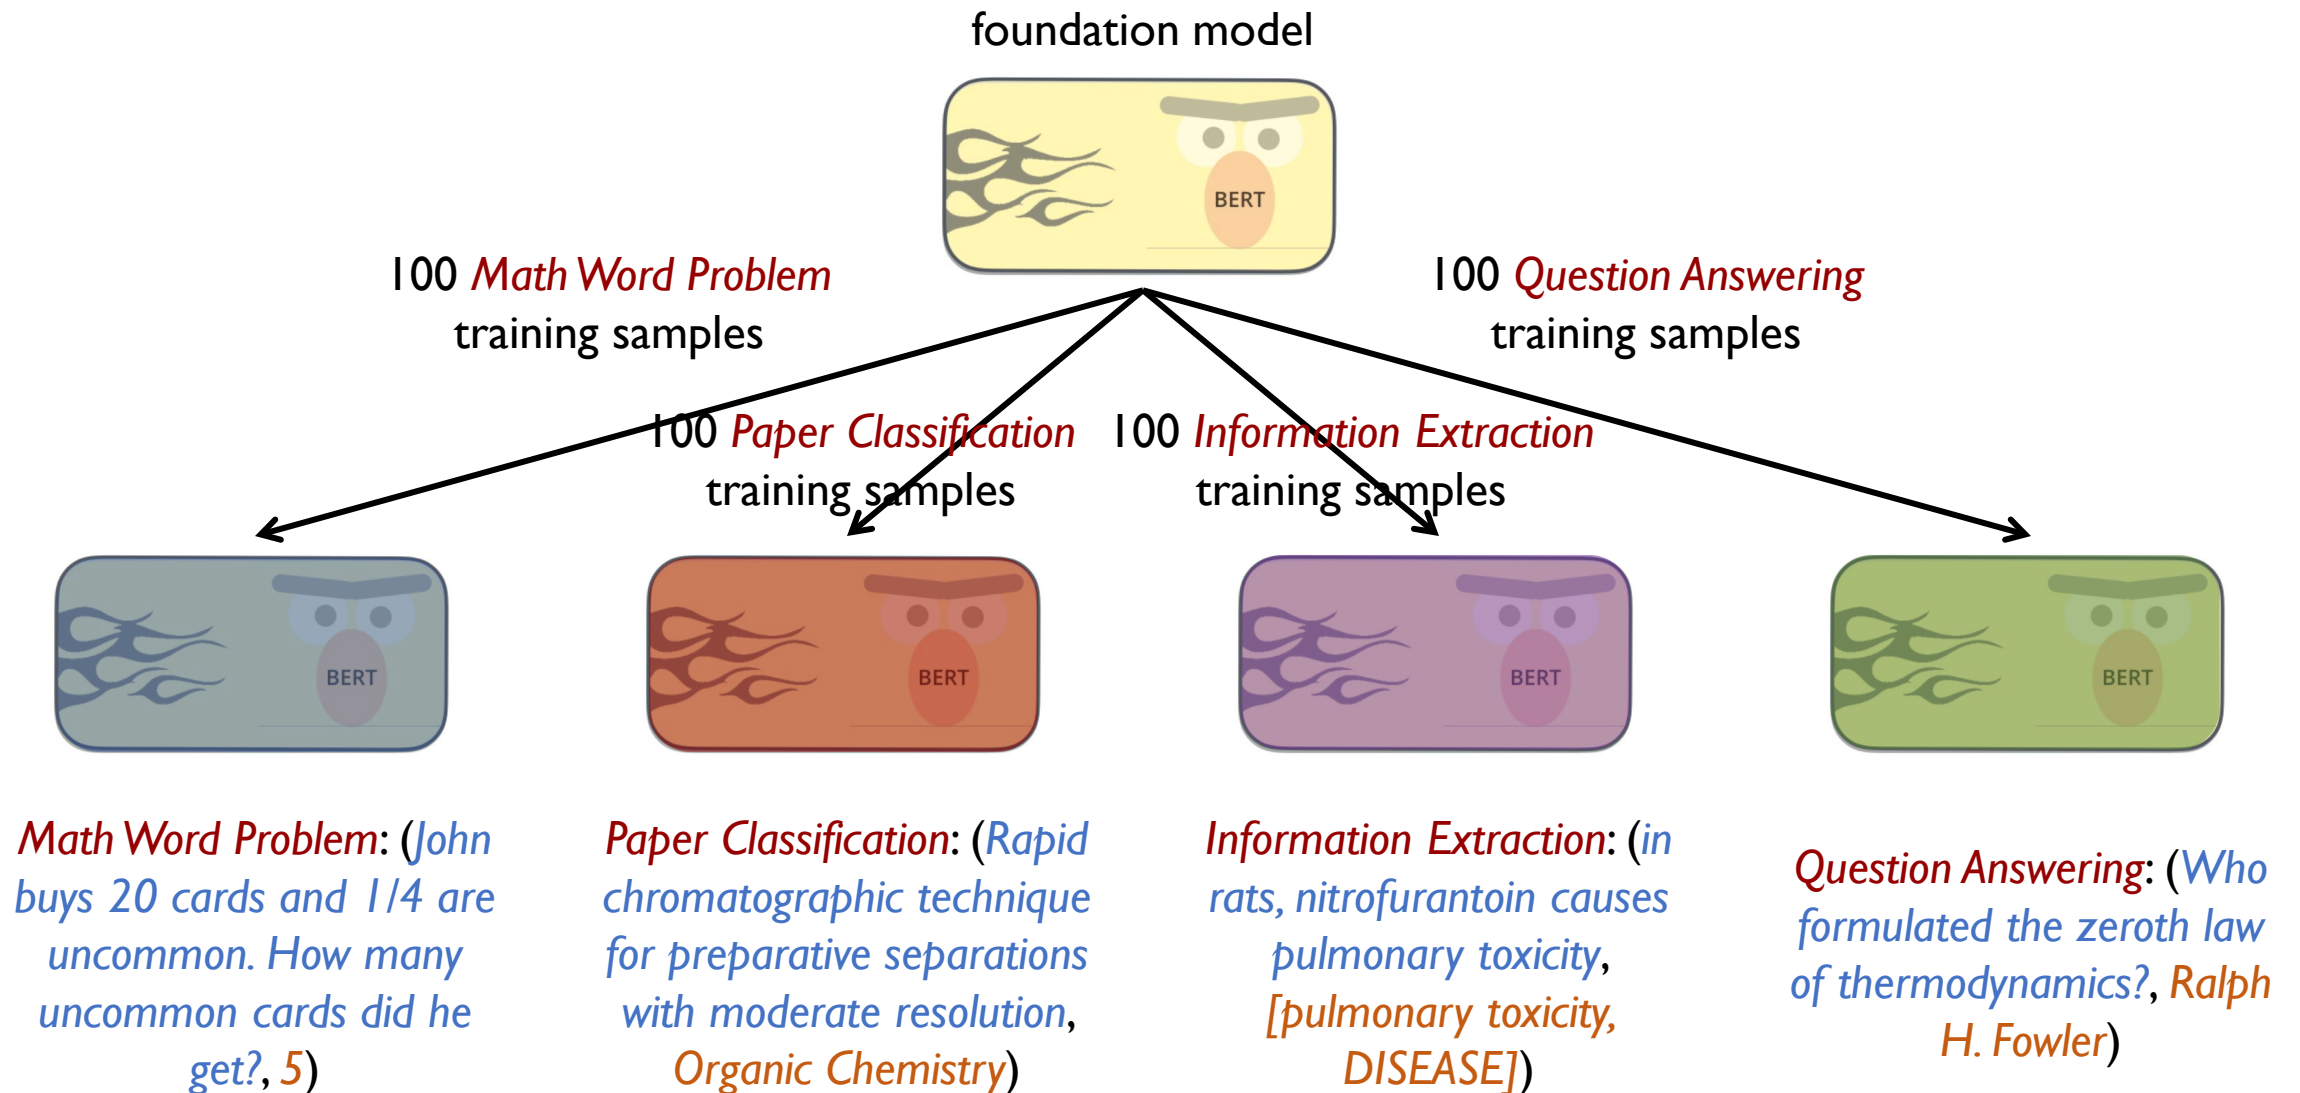 foundation model
BERT
100 Math Word Problem
training samples
100 Question Answering
training samples
100 Paper Classification
training samples
100 Information Extraction
training samples
BERT
BERT
BERT
BERT
Math Word Problem: (John
buys 20 cards and 1/4 are
uncommon. How many
uncommon cards did he
get?, 5)
Paper Classification: (Rapid
chromatographic technique
for preparative separations
with moderate resolution,
Organic Chemistry)
Information Extraction: (in
rats, nitrofurantoin causes
pulmonary toxicity,
[pulmonary toxicity,
DISEASE])
Question Answering: (Who
formulated the zeroth law
of thermodynamics?, Ralph
H. Fowler)